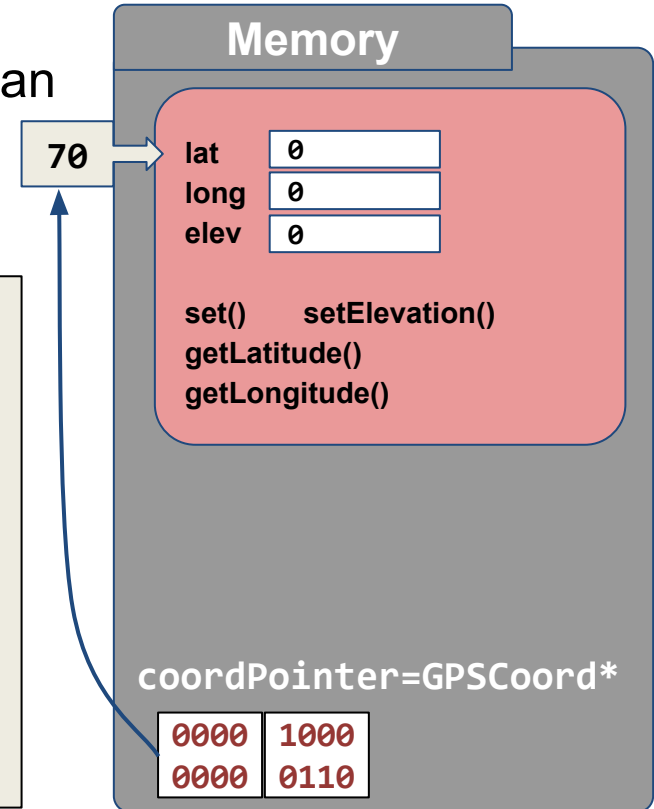 Memory
an
70
lat 0
long 0
elev 0
set() setElevation()
getLatitude()
getLongitude()
coordPointer=GPSCoord*
0000 1000
0000 0110